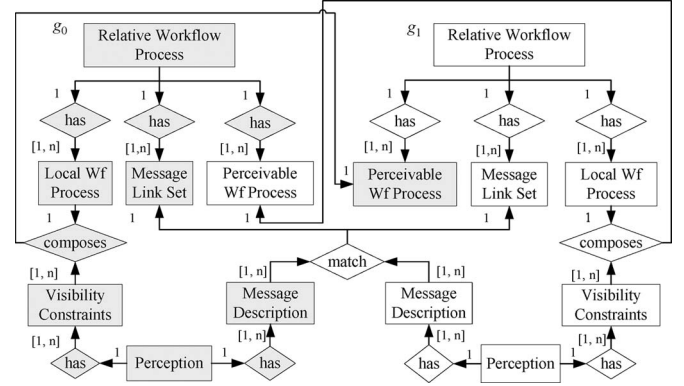 g0
g1
Relative Workflow
Process
Relative Workflow
Process
1
1
1
1
1
1
has
has
has
has
has
has
[1, n]
[1,n]
[1, n]
[1, n]
[1,n]
[1, n]
Local Wf
Process
Message
Link Set
Perceivable
Wf Process
1
Perceivable
Wf Process
Message
Link Set
Local Wf
Process
1
1
1
1
1
composes
match
composes
[1, n]
[1, n]
[1, n]
[1, n]
Visibility
Constraints
Message
Description
Message
Description
Visibility
Constraints
[1, n]
[1, n]
[1, n]
[1, n]
has
1
Perception
1
has
has
1
Perception
1
has